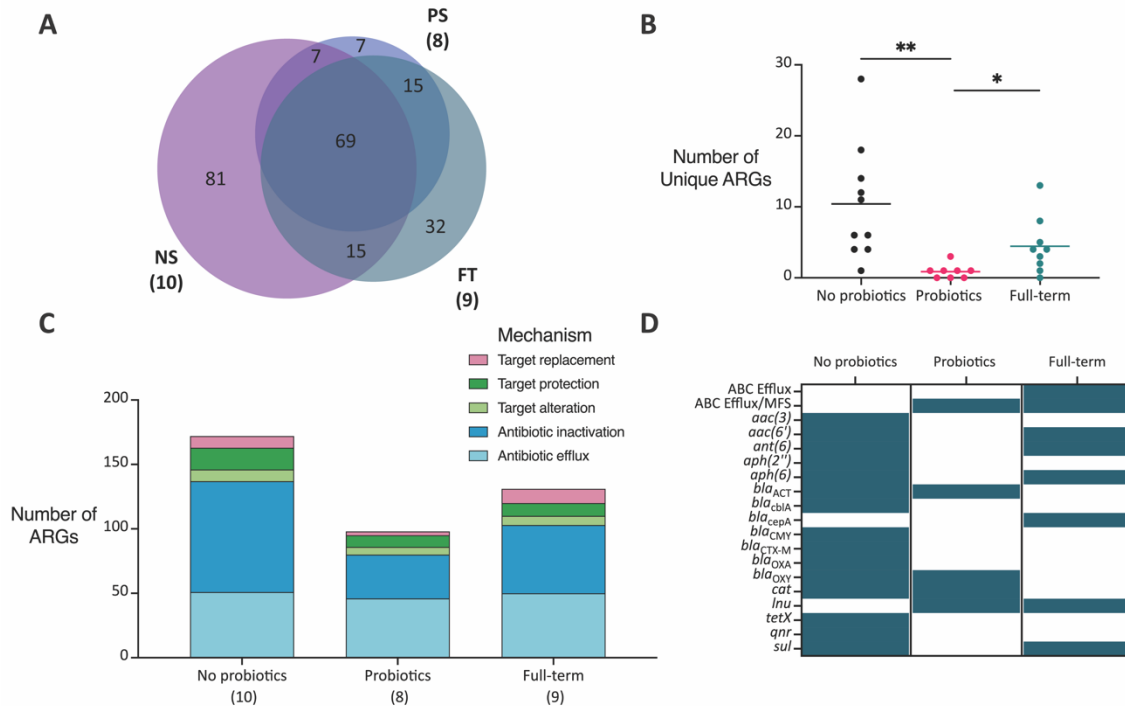 A
PS
(8)
7
7
15
69
81
32
15
NS
(10)
FT
(9)
B
**
*
30
20
10
0
Number of
Unique ARGs
No probiotics
Probiotics
Full-term
C
Mechanism
Target replacement
Target protection
Target alteration
Antibiotic inactivation
Antibiotic efflux
200
150
100
50
0
Number of
ARGs
No probiotics
(10)
Probiotics
(8)
Full-term
(9)
D
No probiotics
Probiotics
Full-term
ABC Efflux
ABC Efflux/MFS
aac(3)
aac(6')
ant(6)
aph(2'')
aph(6)
blaACT
blacblA
blacepA
blaCMY
blaCTX-M
blaOXA
blaOXY
cat
lnu
tetX
qnr
sul